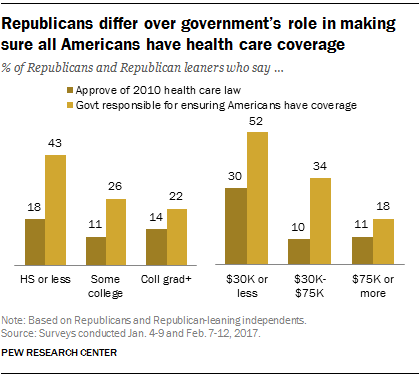 Republicans differ over government's role in making
sure all Americans have health care coverage
% of Republicans and Republican leaners who say ...
Approve of 2010 health care law
Govt responsible for ensuring Americans have coverage
18 43 11 26 14 22 30 52 10 34 11 18
HS or less Some college Coll grad+ $30K or less $30K-$75K $75K or more
Note: Based on Republicans and Republican-leaning independents.
Source: Surveys conducted Jan. 4-9 and Feb. 7-12, 2017.
PEW RESEARCH CENTER